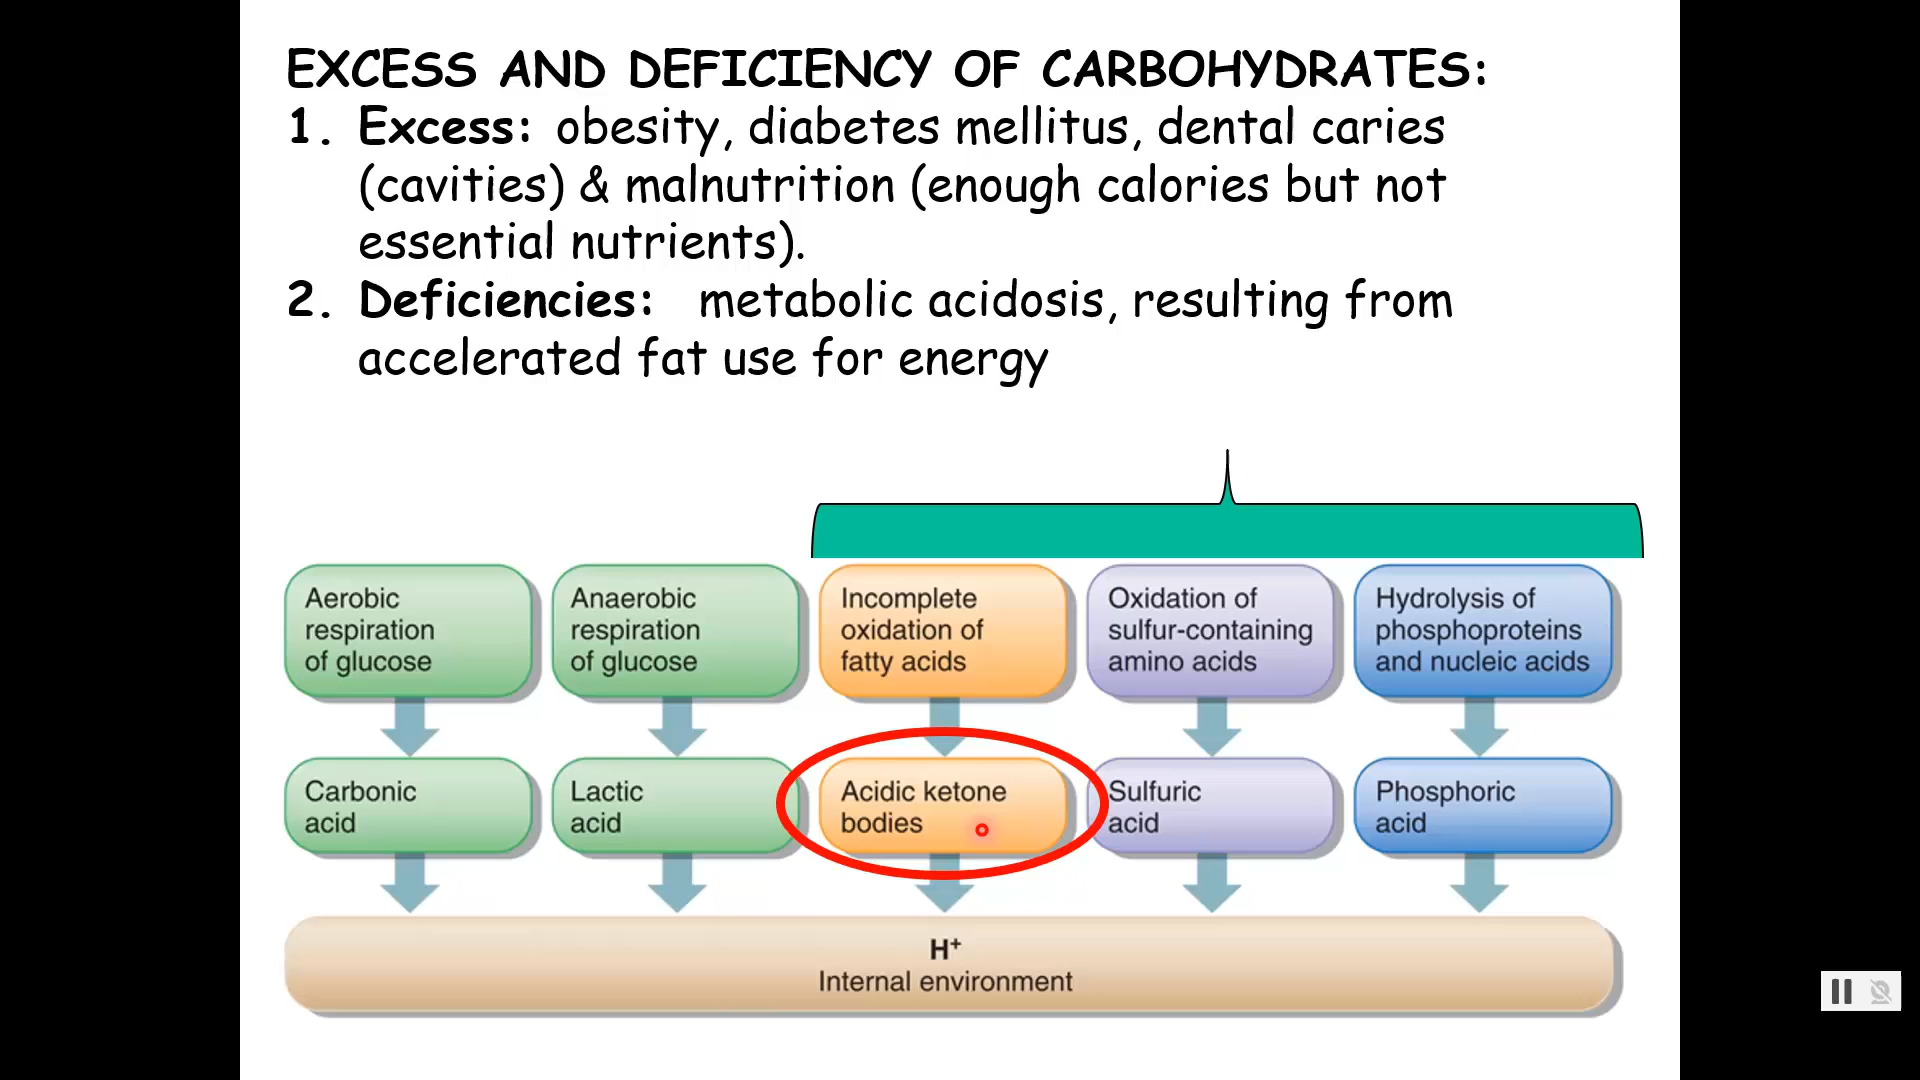 EXCESS AND DEFICIENCY OF CARBOHYDRATES:
1. Excess: obesity, diabetes mellitus, dental caries
(cavities) & malnutrition (enough calories but not
essential nutrients).
2. Deficiencies: metabolic acidosis, resulting from
accelerated fat use for energy
Aerobic
respiration
of glucose
Anaerobic
respiration
of glucose
Incomplete
oxidation of
fatty acids
Oxidation of
sulfur-containing
amino acids
Hydrolysis of
phosphoproteins
and nucleic acids
Carbonic
acid
Lactic
acid
Acidic ketone
bodies
Sulfuric
acid
Phosphoric
acid
H+
Internal environment